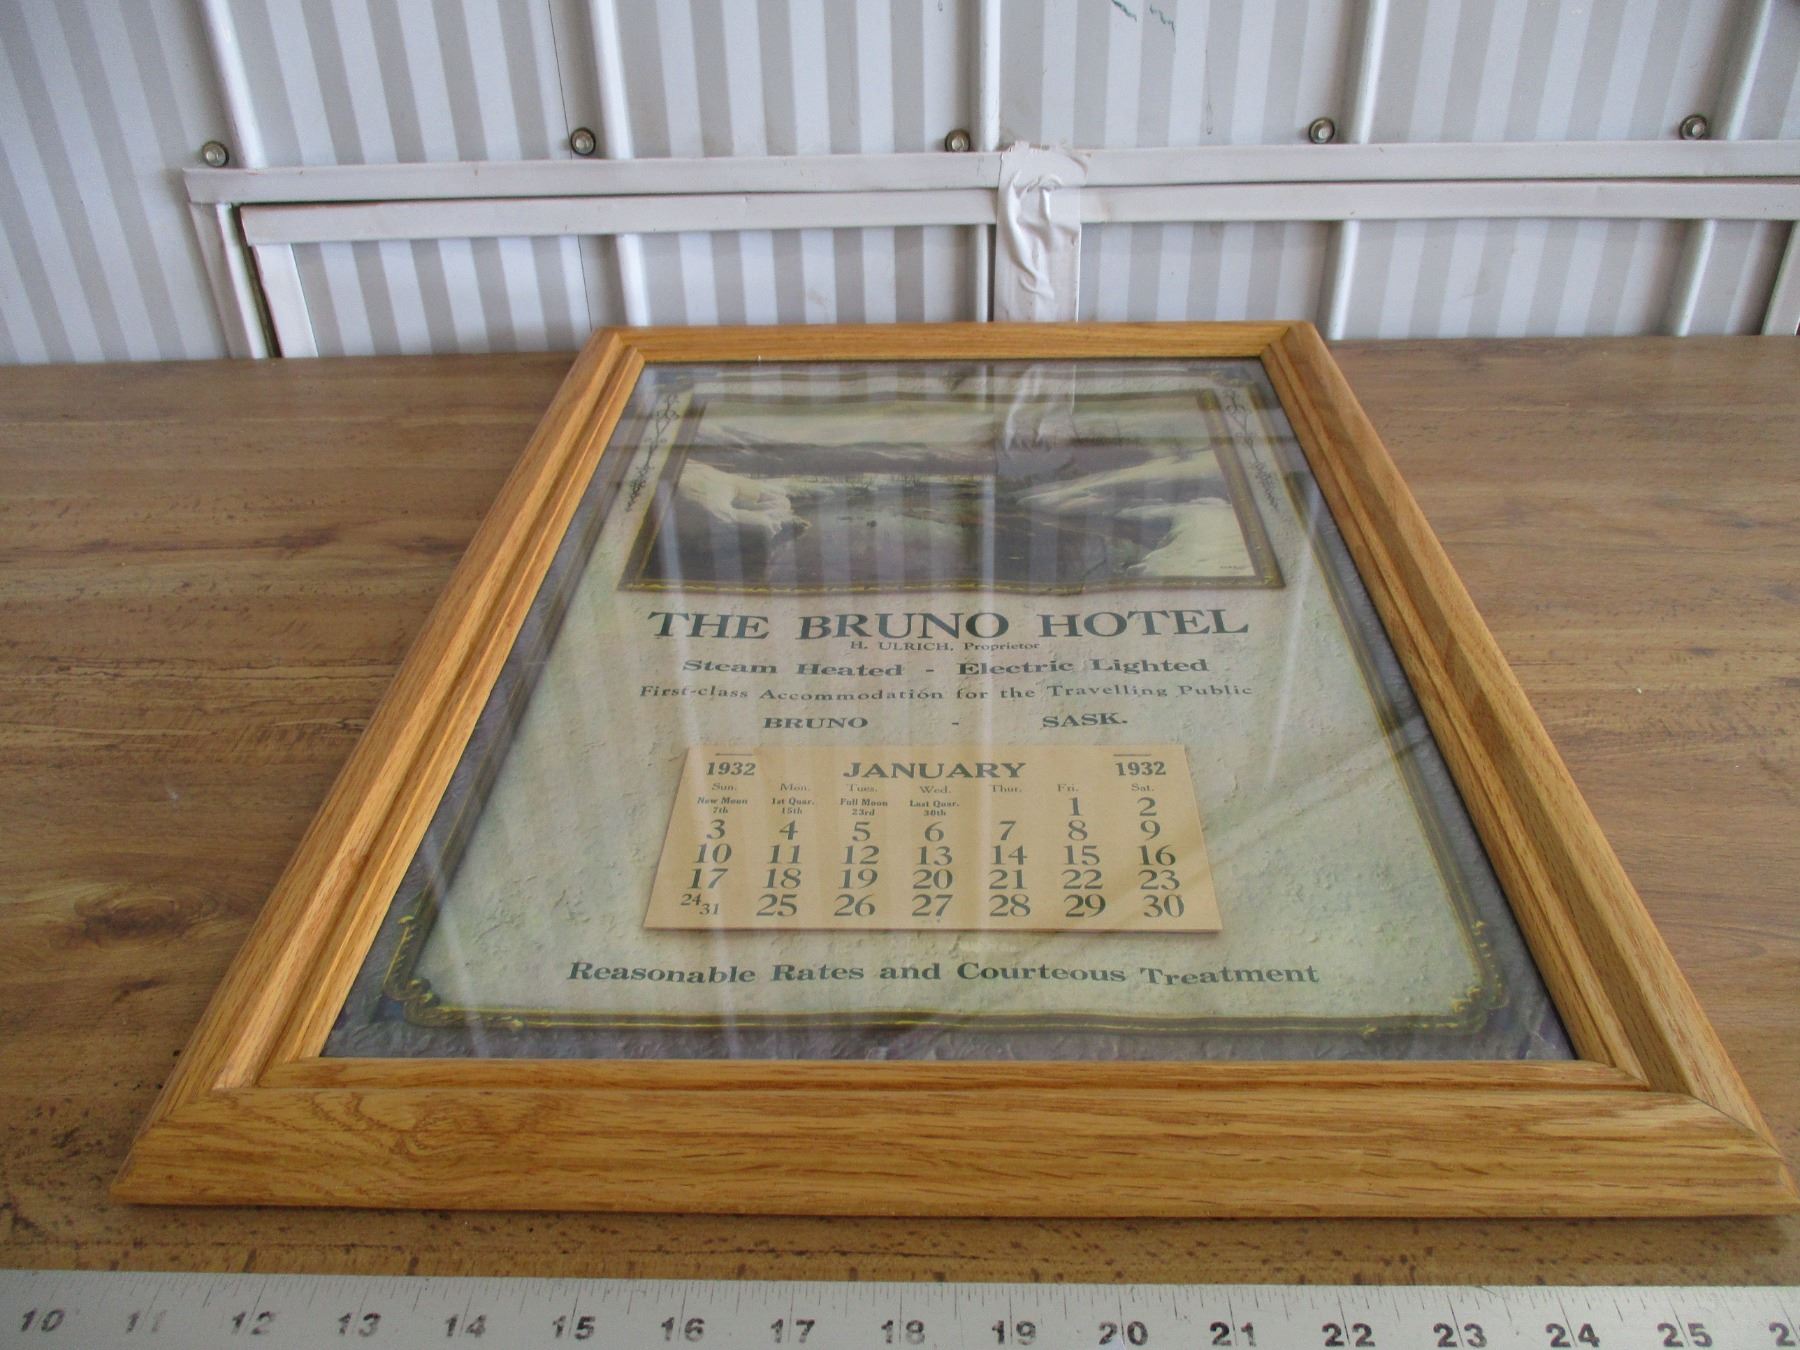 THE BRUNO HOTEL
H. ULRICH, Proprietor
Steam Heated - Electric Lighted
First-class Accommodation for the Travelling Public
BRUNO - SASK.
1932 JANUARY 1932
Sun. Mon. Tues. Wed. Thur. Fri. Sat.
New Moon 7th 1st Quar. 15th Full Moon 23rd Last Quar. 30th 1 2
3 4 5 6 7 8 9
10 11 12 13 14 15 16
17 18 19 20 21 22 23
24/31 25 26 27 28 29 30
Reasonable Rates and Courteous Treatment
10 11 12 13 14 15 16 17 18 19 20 21 22 23 24 25